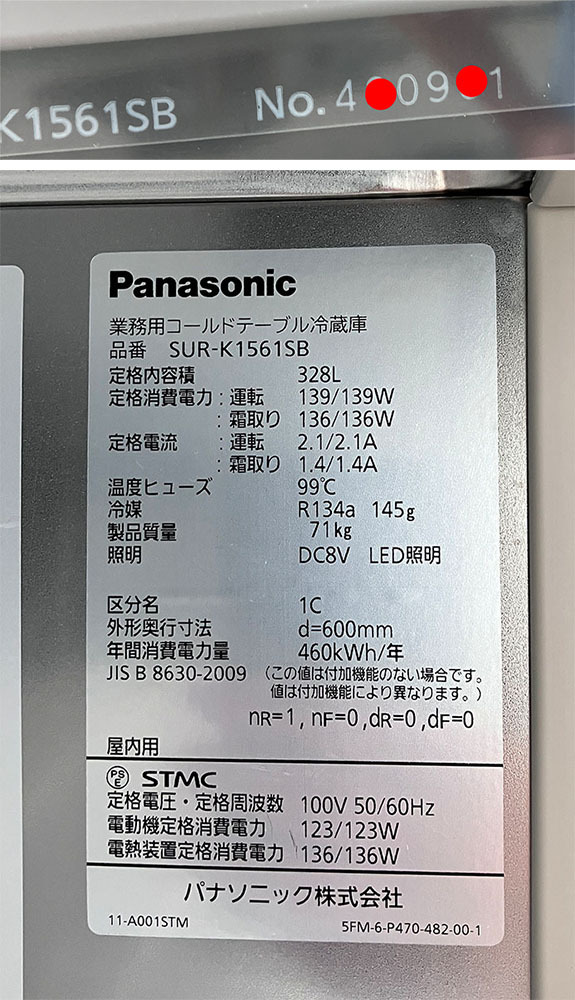 K1561SB No.4 09 1
Panasonic
業務用コールドテーブル冷蔵庫
品番 SUR-K1561SB
定格内容積 328L
定格消費電力:運転 139/139W
:霜取り 136/136W
定格電流 :運転 2.1/2.1A
:霜取り 1.4/1.4A
温度ヒューズ 99℃
冷媒 R134a 145g
製品質量 71kg
照明 DC8V LED照明
区分名 1C
外形奥行寸法 d=600mm
年間消費電力量 460kWh/年
JIS B 8630-2009 (この値は付加機能のない場合です。
値は付加機能により異なります。)
nR=1, nF=0,dR=0,dF=0
屋内用
PSE STMC
定格電圧・定格周波数 100V 50/60Hz
電動機定格消費電力 123/123W
電熱装置定格消費電力 136/136W
パナソニック株式会社
11-A001STM 5FM-6-P470-482-00-1